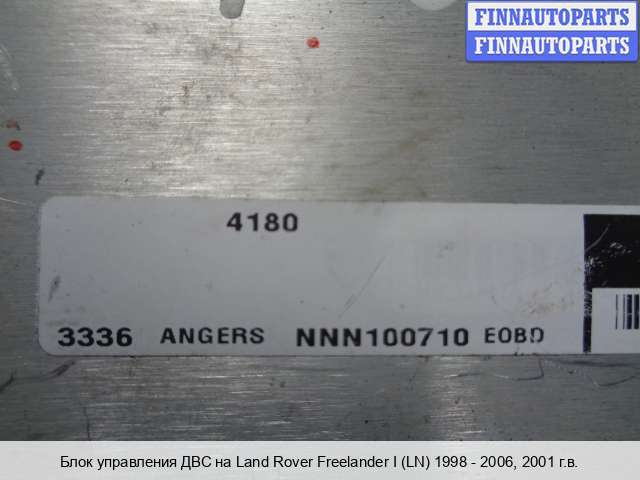 FINNAUTOPARTS
FINNAUTOPARTS
4180
3336 ANGERS NNN100710 EOBD
Блок управления ДВС на Land Rover Freelander I (LN) 1998 - 2006, 2001 г.в.